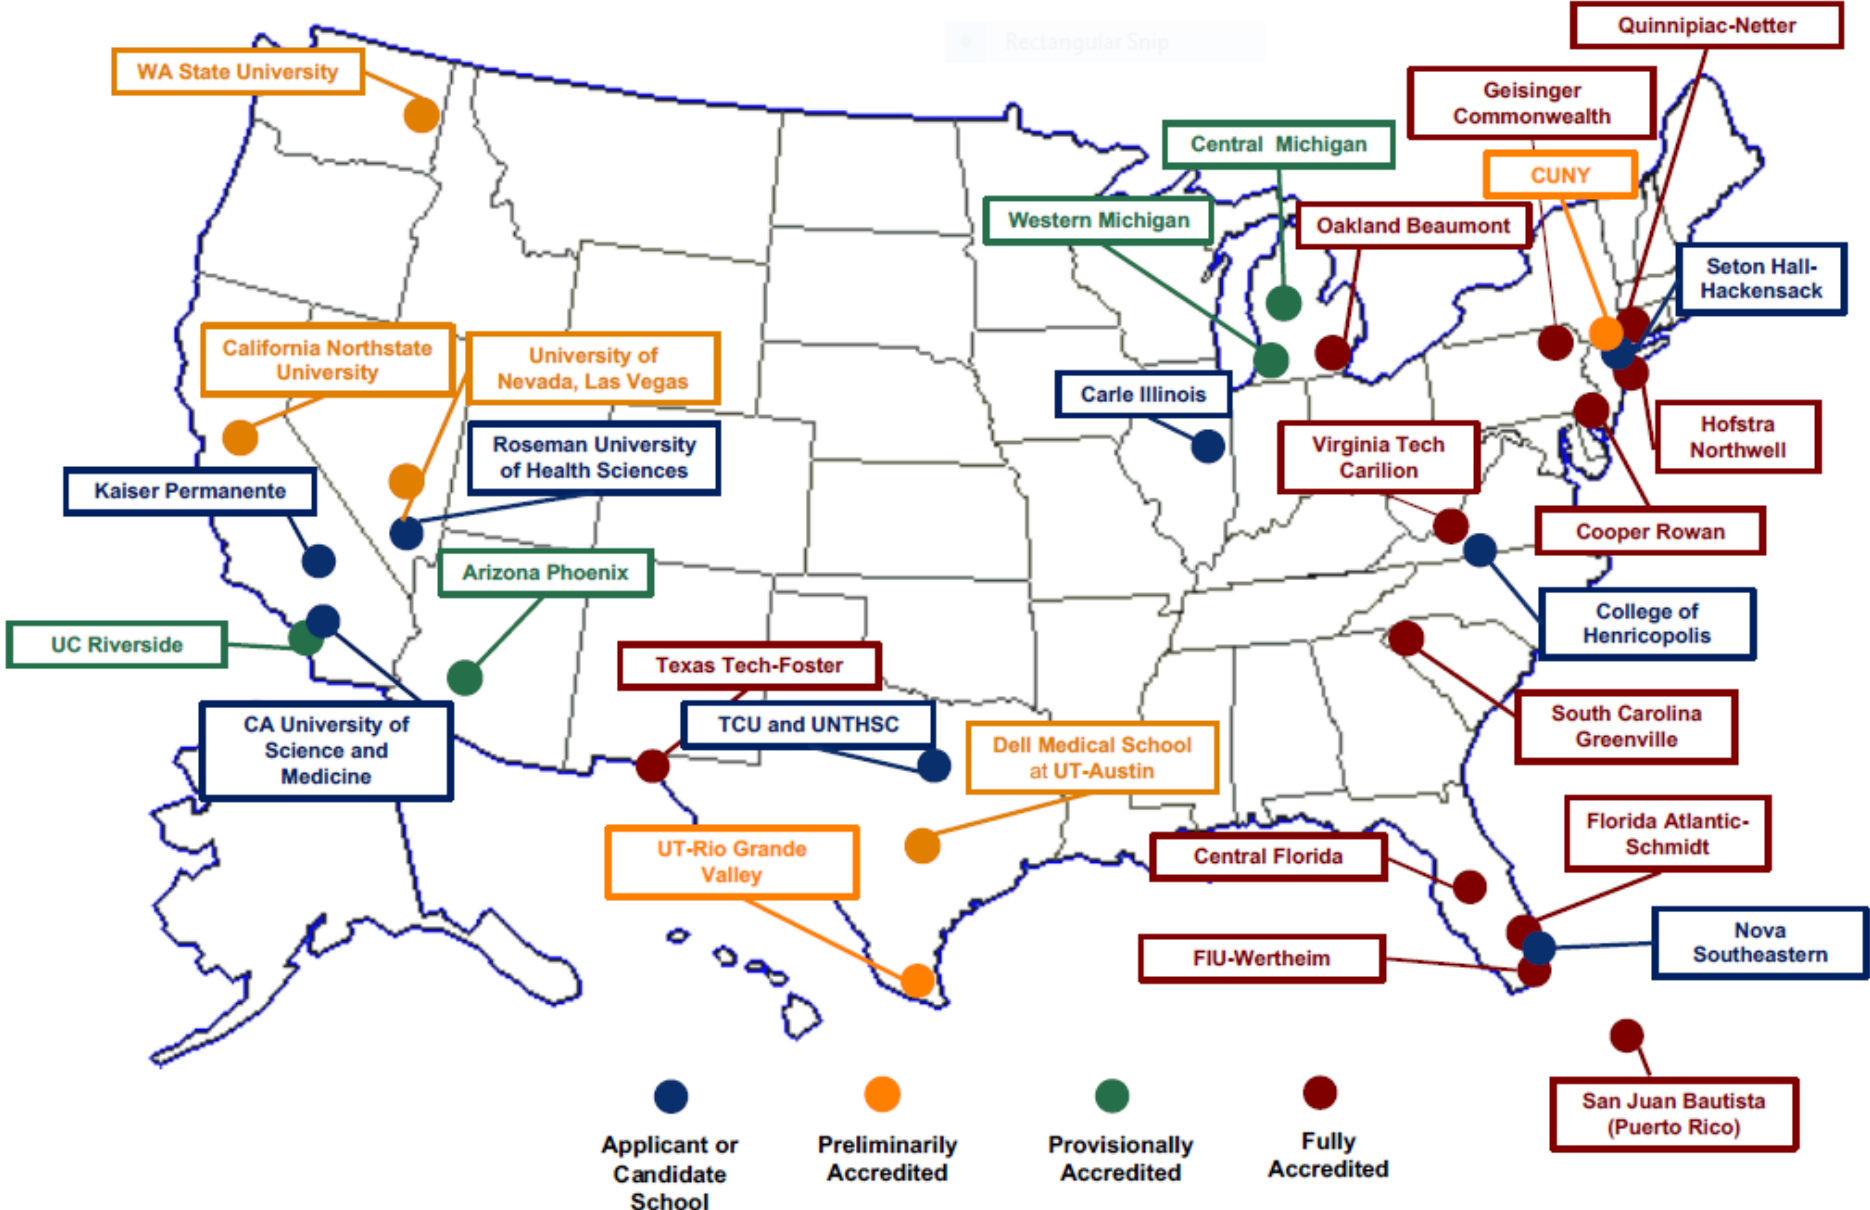 Rectangular Snip
Quinnipiac-Netter
WA State University
Geisinger
Commonwealth
Central Michigan
CUNY
Western Michigan
Oakland Beaumont
Seton Hall-
Hackensack
California Northstate
University
University of
Nevada, Las Vegas
Carle Illinois
Hofstra
Northwell
Virginia Tech
Carilion
Roseman University
of Health Sciences
Kaiser Permanente
Cooper Rowan
Arizona Phoenix
College of
Henricopolis
UC Riverside
Texas Tech-Foster
CA University of
Science and
Medicine
TCU and UNTHSC
Dell Medical School
at UT-Austin
South Carolina
Greenville
UT-Rio Grande
Valley
Central Florida
Florida Atlantic-
Schmidt
FIU-Wertheim
Nova
Southeastern
San Juan Bautista
(Puerto Rico)
Applicant or
Candidate
School
Preliminarily
Accredited
Provisionally
Accredited
Fully
Accredited